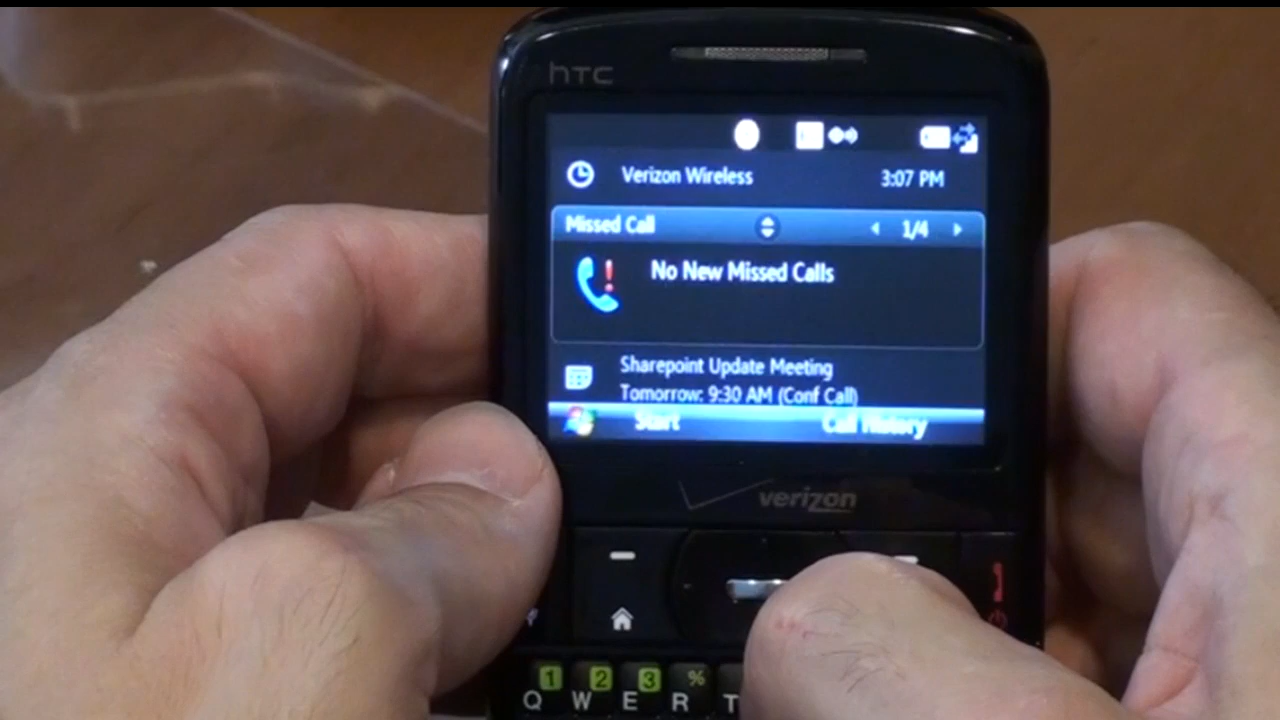 hTC
Verizon Wireless 3:07 PM
Missed Call 1/4
No New Missed Calls
Sharepoint Update Meeting
Tomorrow: 9:30 AM (Conf Call)
Start Call History
verizon
1 2 3 %
Q W E R T